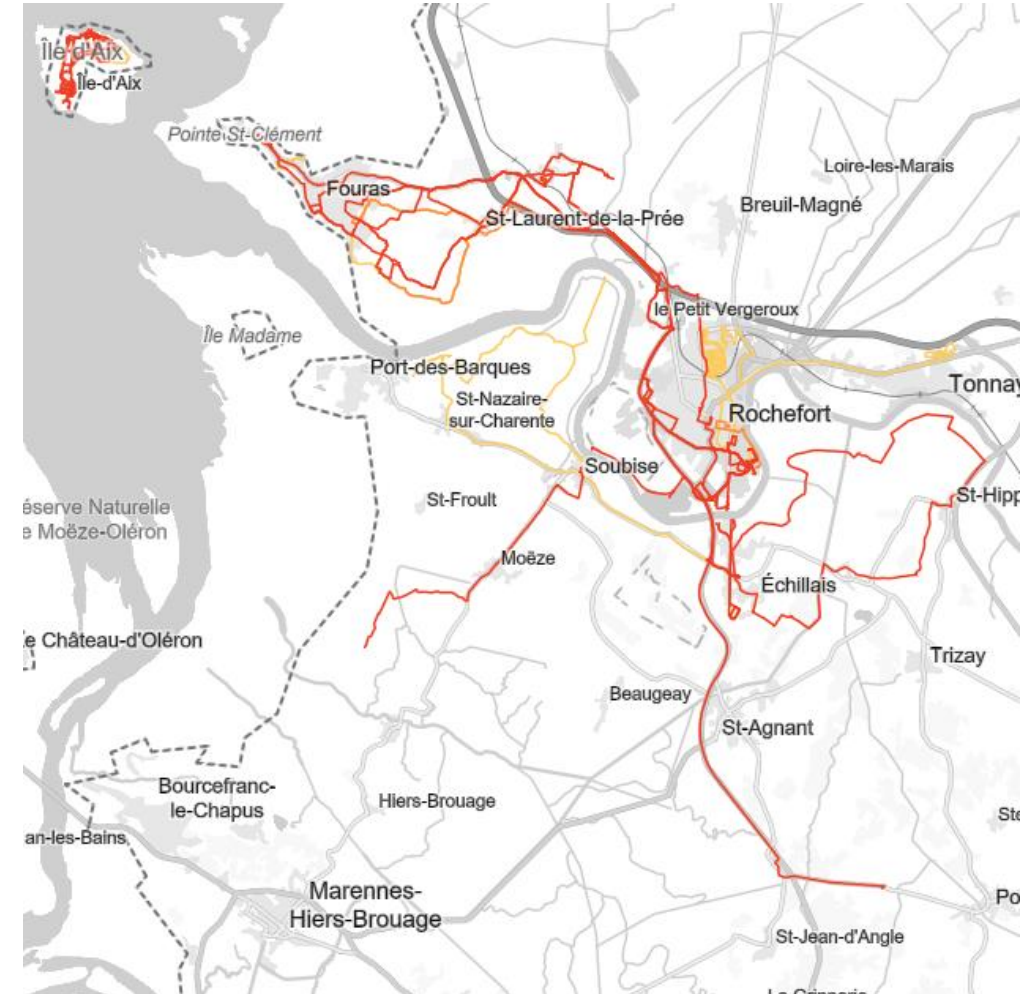 Île d'Aix
Île-d'Aix
Pointe St-Clément
Fouras
Loire-les-Marais
Breuil-Magné
St-Laurent-de-la-Prée
le Petit Vergeroux
Île Madame
Port-des-Barques
Tonnay
St-Nazaire-
sur-Charente
Rochefort
Soubise
St-Froult
St-Hipp
éserve Naturelle
e Moëze-Oléron
Moëze
Échillais
e Château-d'Oléron
Trizay
Beaugeay
St-Agnant
Bourcefranc-
le-Chapus
Hiers-Brouage
Ste
an-les-Bains
Marennes-
Hiers-Brouage
Po
St-Jean-d'Angle